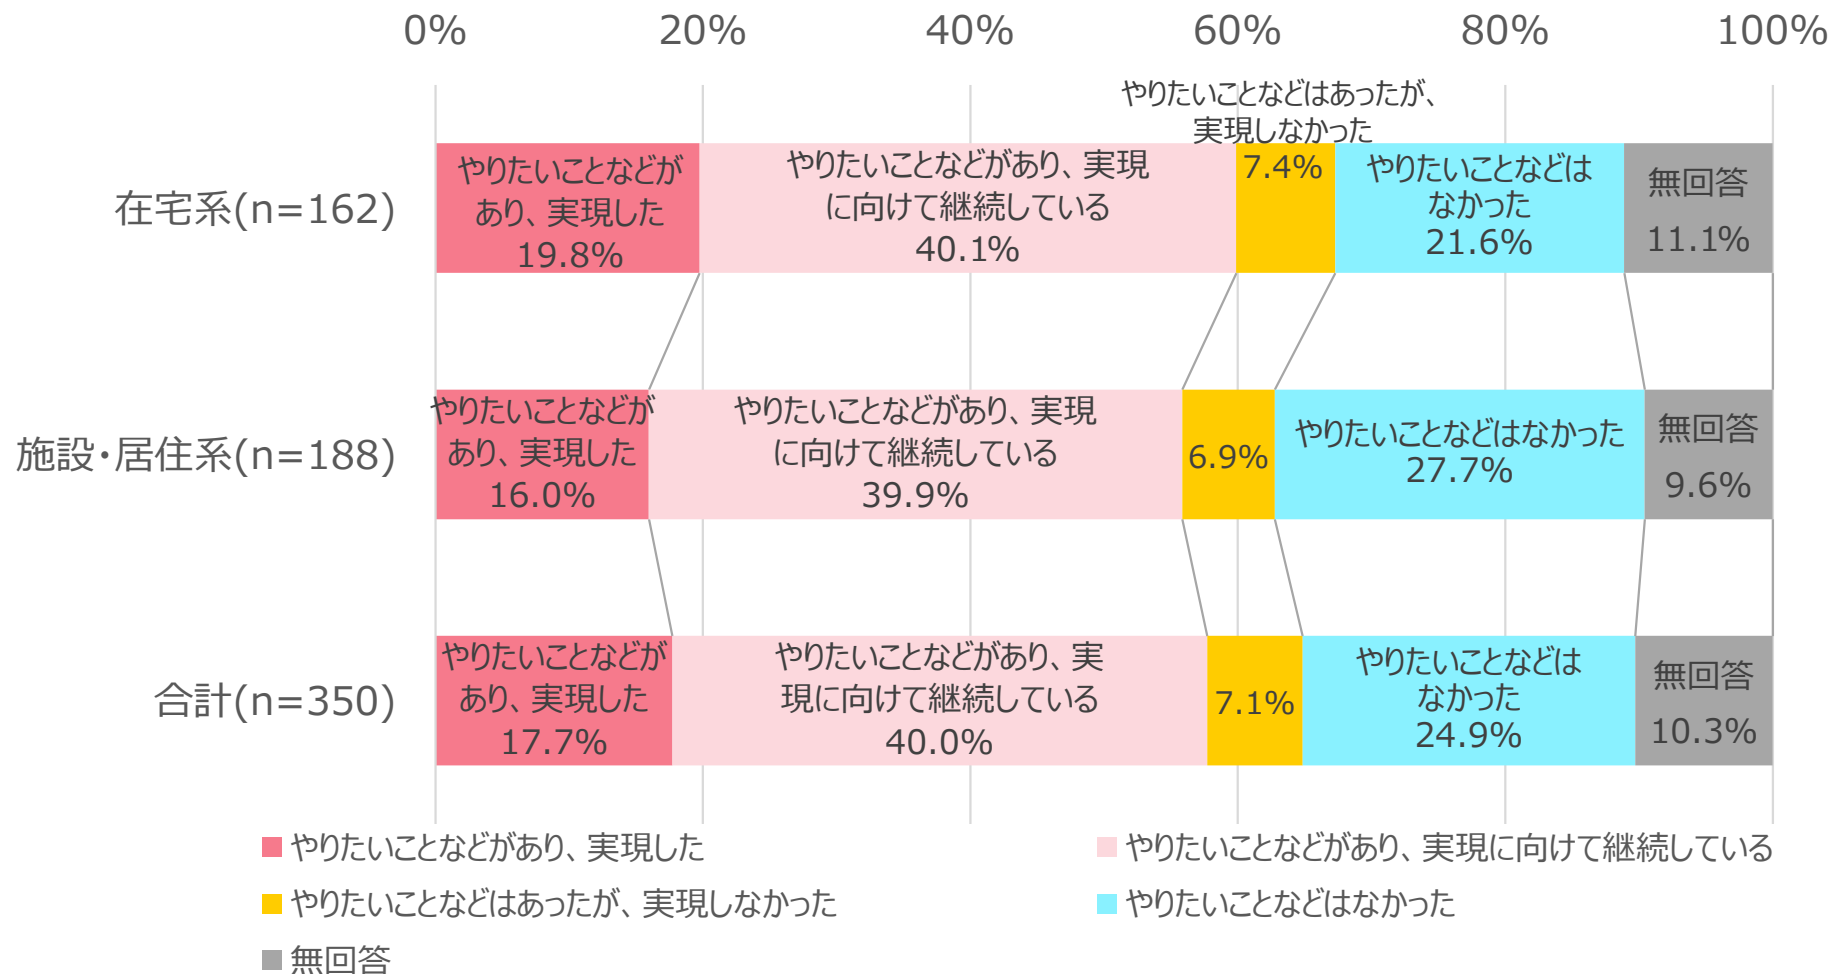 0% 20% 40% 60% 80% 100%
在宅系(n=162)
やりたいことなどが
あり、実現した
19.8%
やりたいことなどがあり、実現
に向けて継続している
40.1%
やりたいことなどはあったが、
実現しなかった
7.4%
やりたいことなどは
なかった
21.6%
無回答
11.1%
施設・居住系(n=188)
やりたいことなどが
あり、実現した
16.0%
やりたいことなどがあり、実現
に向けて継続している
39.9%
6.9%
やりたいことなどはなかった
27.7%
無回答
9.6%
合計(n=350)
やりたいことなどが
あり、実現した
17.7%
やりたいことなどがあり、実
現に向けて継続している
40.0%
7.1%
やりたいことなどは
なかった
24.9%
無回答
10.3%
やりたいことなどがあり、実現した
やりたいことなどがあり、実現に向けて継続している
やりたいことなどはあったが、実現しなかった
やりたいことなどはなかった
無回答